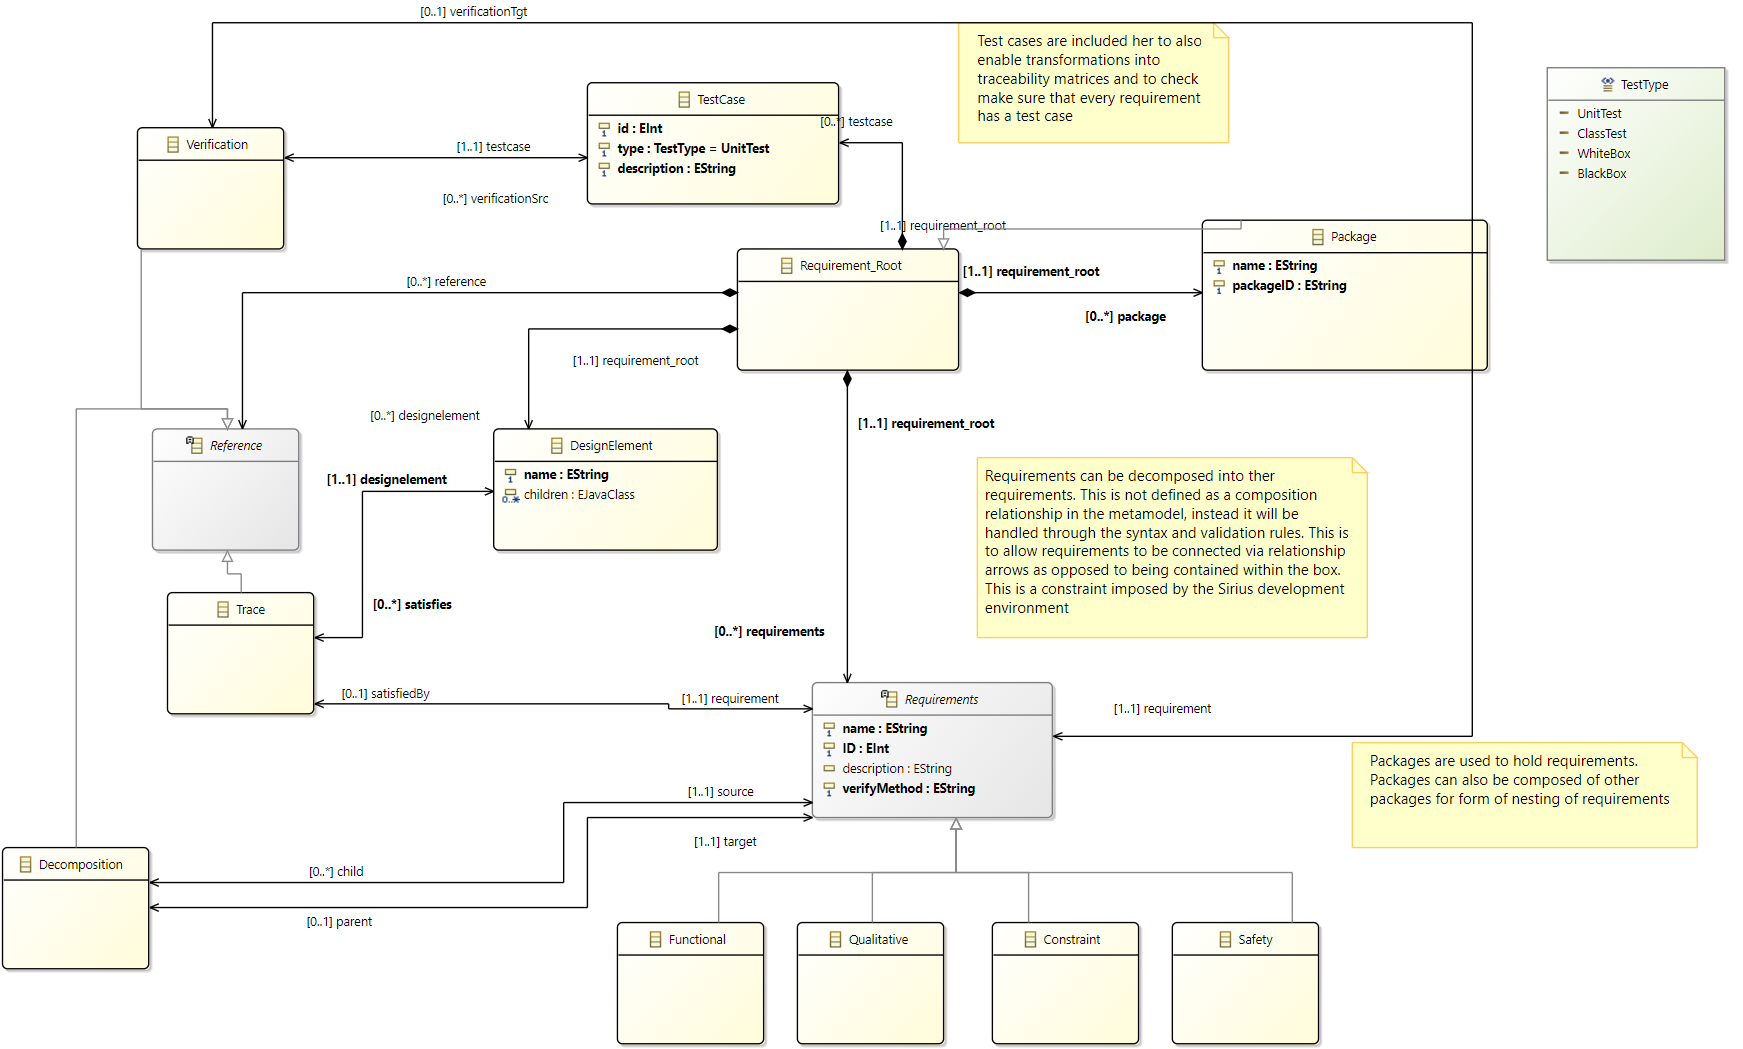 [0..1] verificationTgt
Test cases are included her to also
enable transformations into
traceability matrices and to check
make sure that every requirement
has a test case
TestType
UnitTest
ClassTest
WhiteBox
BlackBox
TestCase
id : EInt
type : TestType = UnitTest
description : EString
[0..*] testcase
Verification
[1..1] testcase
[0..*] verificationSrc
[1..1] requirement_root
Package
name : EString
packageID : EString
Requirement_Root
[1..1] requirement_root
[0..*] package
[0..*] reference
[1..1] requirement_root
[0..*] designelement
[1..1] requirement_root
Reference
DesignElement
name : EString
children : EJavaClass
[1..1] designelement
Requirements can be decomposed into ther
requirements. This is not defined as a composition
relationship in the metamodel, instead it will be
handled through the syntax and validation rules. This is
to allow requirements to be connected via relationship
arrows as opposed to being contained within the box.
This is a constraint imposed by the Sirius development
environment
Trace
[0..*] satisfies
[0..*] requirements
[0..1] satisfiedBy
[1..1] requirement
Requirements
name : EString
ID : EInt
description : EString
verifyMethod : EString
[1..1] requirement
Packages are used to hold requirements.
Packages can also be composed of other
packages for form of nesting of requirements
[1..1] source
[1..1] target
Decomposition
[0..*] child
[0..1] parent
Functional
Qualitative
Constraint
Safety